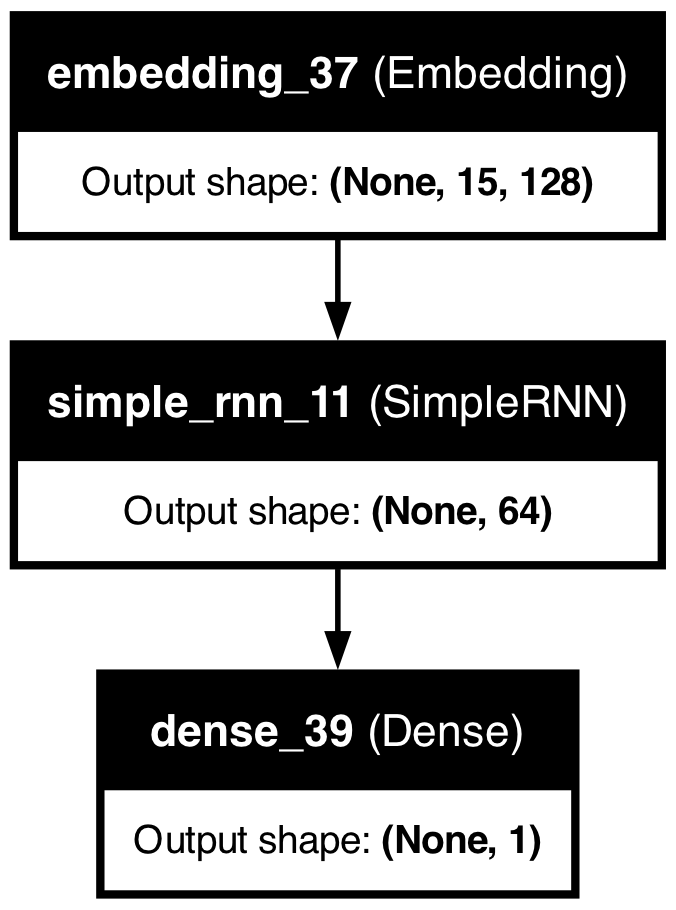 embedding_37 (Embedding)
Output shape: (None, 15, 128)
simple_rnn_11 (SimpleRNN)
Output shape: (None, 64)
dense_39 (Dense)
Output shape: (None, 1)